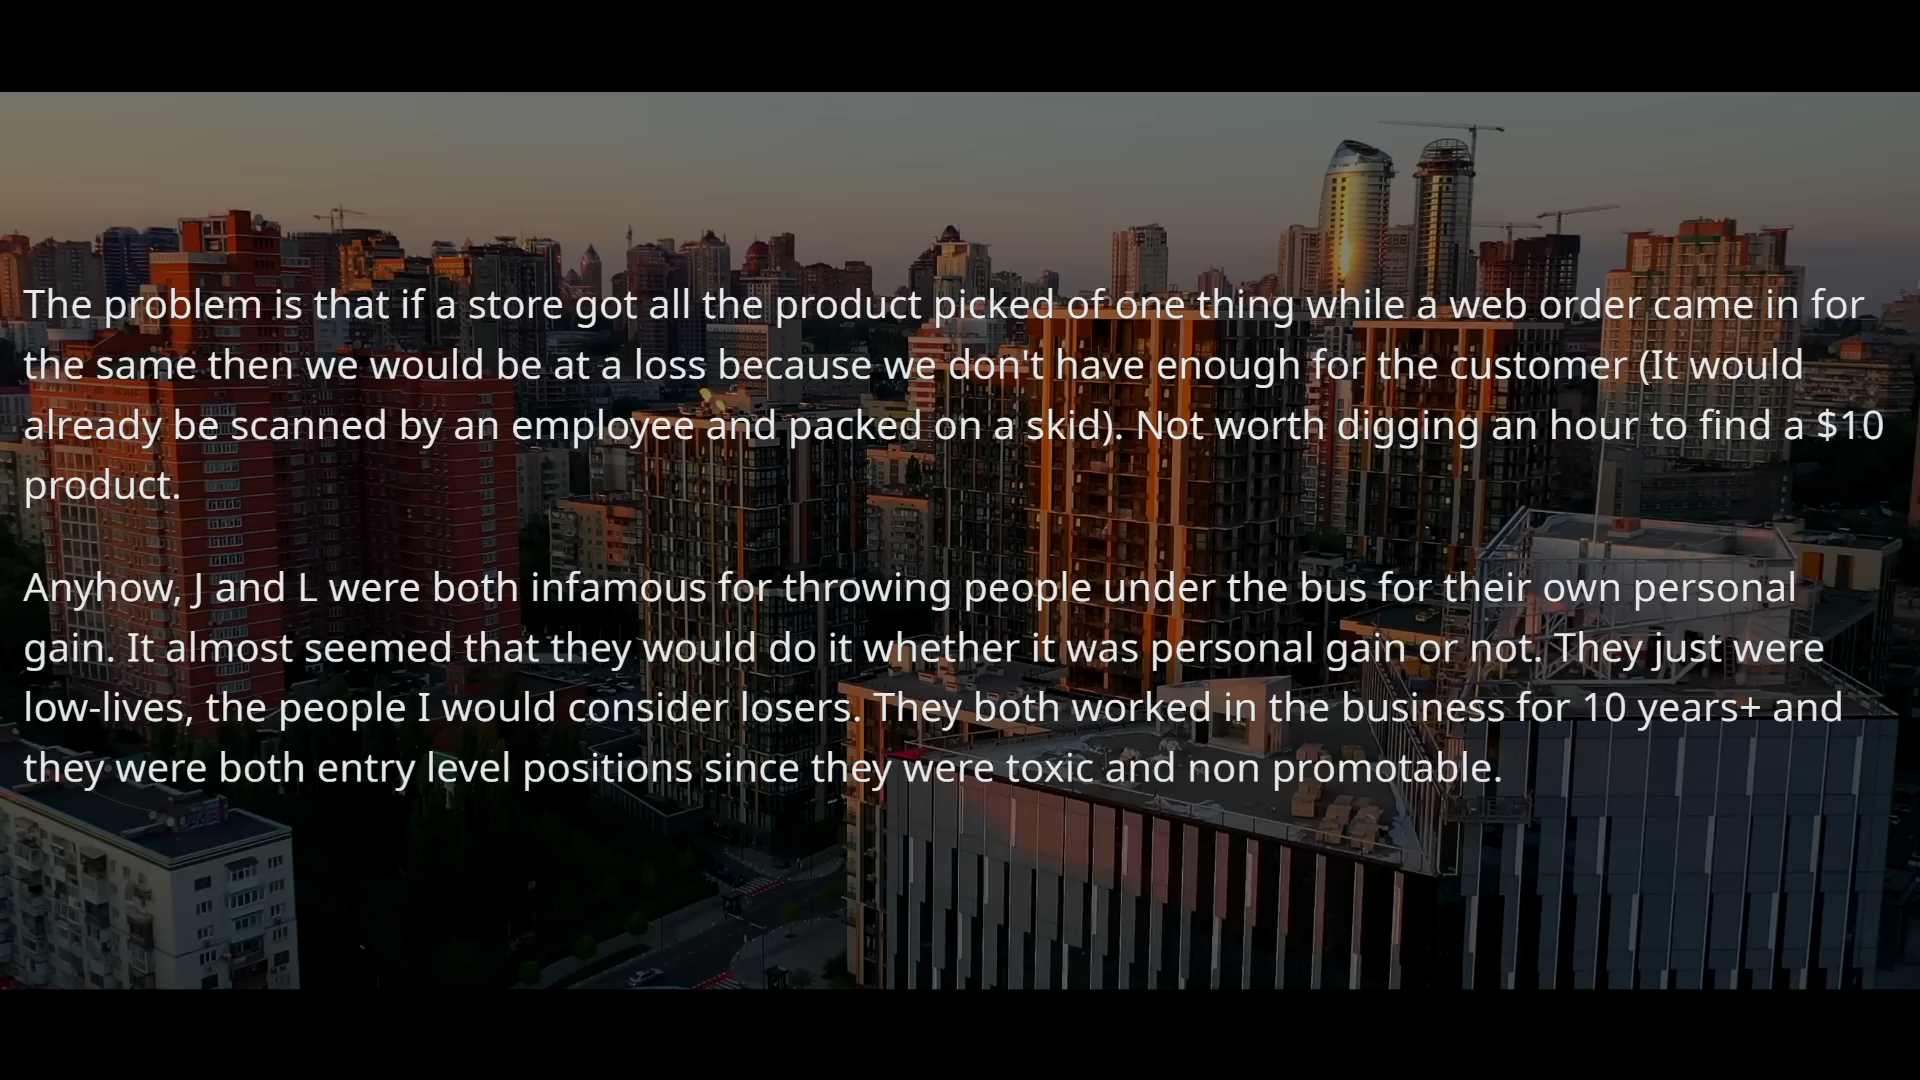 The problem is that if a store got all the product picked of one thing while a web order came in for
the same then we would be at a loss because we don't have enough for the customer (It would
already be scanned by an employee and packed on a skid). Not worth digging an hour to find a $10
product.
Anyhow, J and L were both infamous for throwing people under the bus for their own personal
gain. It almost seemed that they would do it whether it was personal gain or not. They just were
low-lives, the people I would consider losers. They both worked in the business for 10 years+ and
they were both entry level positions since they were toxic and non promotable.